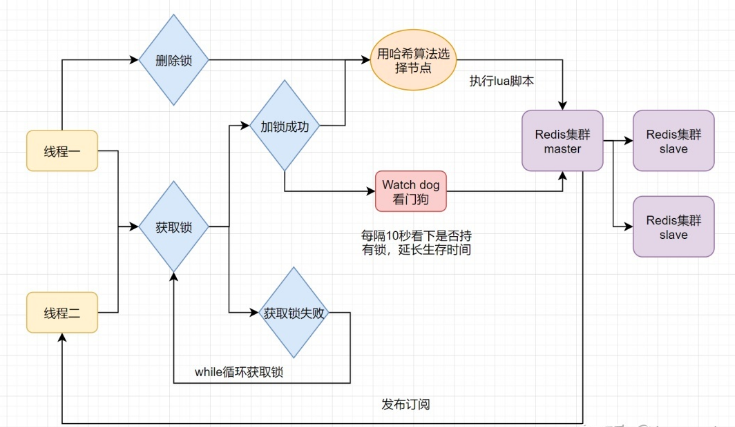 删除锁
用哈希算法选
择节点
执行lua脚本
加锁成功
线程一
Redis集群
master
Redis集群
slave
Watch dog
看门狗
获取锁
Redis集群
slave
每隔10秒看下是否持
有锁，延长生存时间
线程二
获取锁失败
while循环获取锁
发布订阅